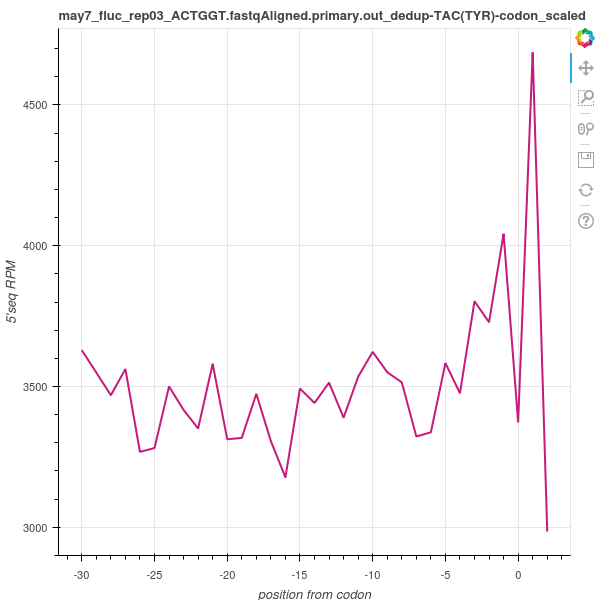 may7_fluc_rep03_ACTGGT.fastqAligned.primary.out_dedup-TAC(TYR)-codon_scaled
4500
4000
3500
3000
5'seq RPM
-30 -25 -20 -15 -10 -5 0
position from codon